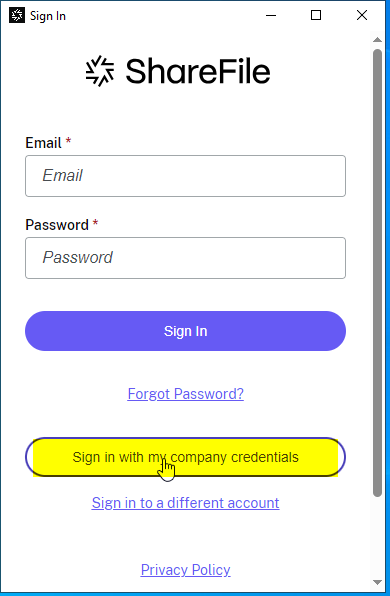 Sign In
ShareFile
Email *
Email
Password *
Password
Sign In
Forgot Password?
Sign in with my company credentials
Sign in to a different account
Privacy Policy